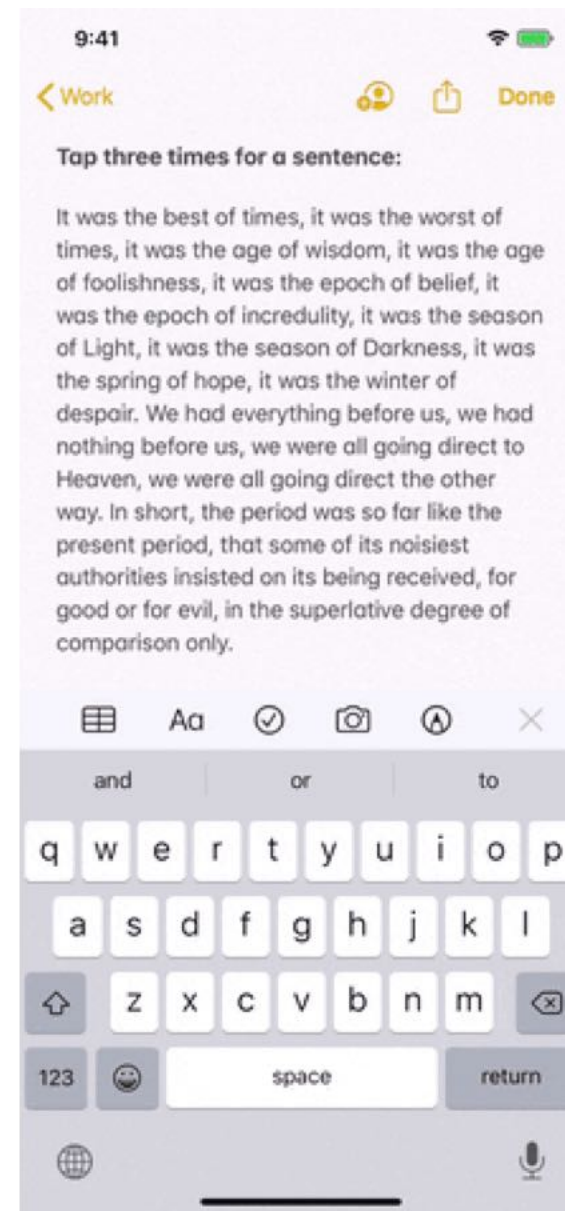 9:41
Work
Done
Tap three times for a sentence:
It was the best of times, it was the worst of
times, it was the age of wisdom, it was the age
of foolishness, it was the epoch of belief, it
was the epoch of incredulity, it was the season
of Light, it was the season of Darkness, it was
the spring of hope, it was the winter of
despair. We had everything before us, we had
nothing before us, we were all going direct to
Heaven, we were all going direct the other
way. In short, the period was so far like the
present period, that some of its noisiest
authorities insisted on its being received, for
good or for evil, in the superlative degree of
comparison only.
Aa
and or to
q w e r t y u i o p
a s d f g h j k l
z x c v b n m
123 space return